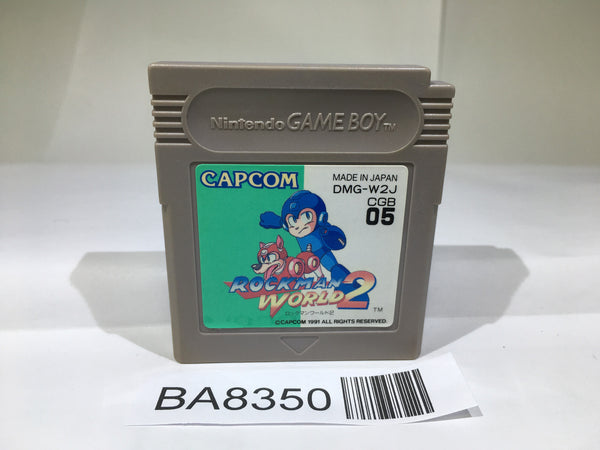 Nintendo GAME BOY TM
CAPCOM
MADE IN JAPAN
DMG-W2J
CGB
05
ROCKMAN
WORLD 2 TM
ロックマンワールド2
©CAPCOM 1991 ALL RIGHTS RESERVED.
BA8350